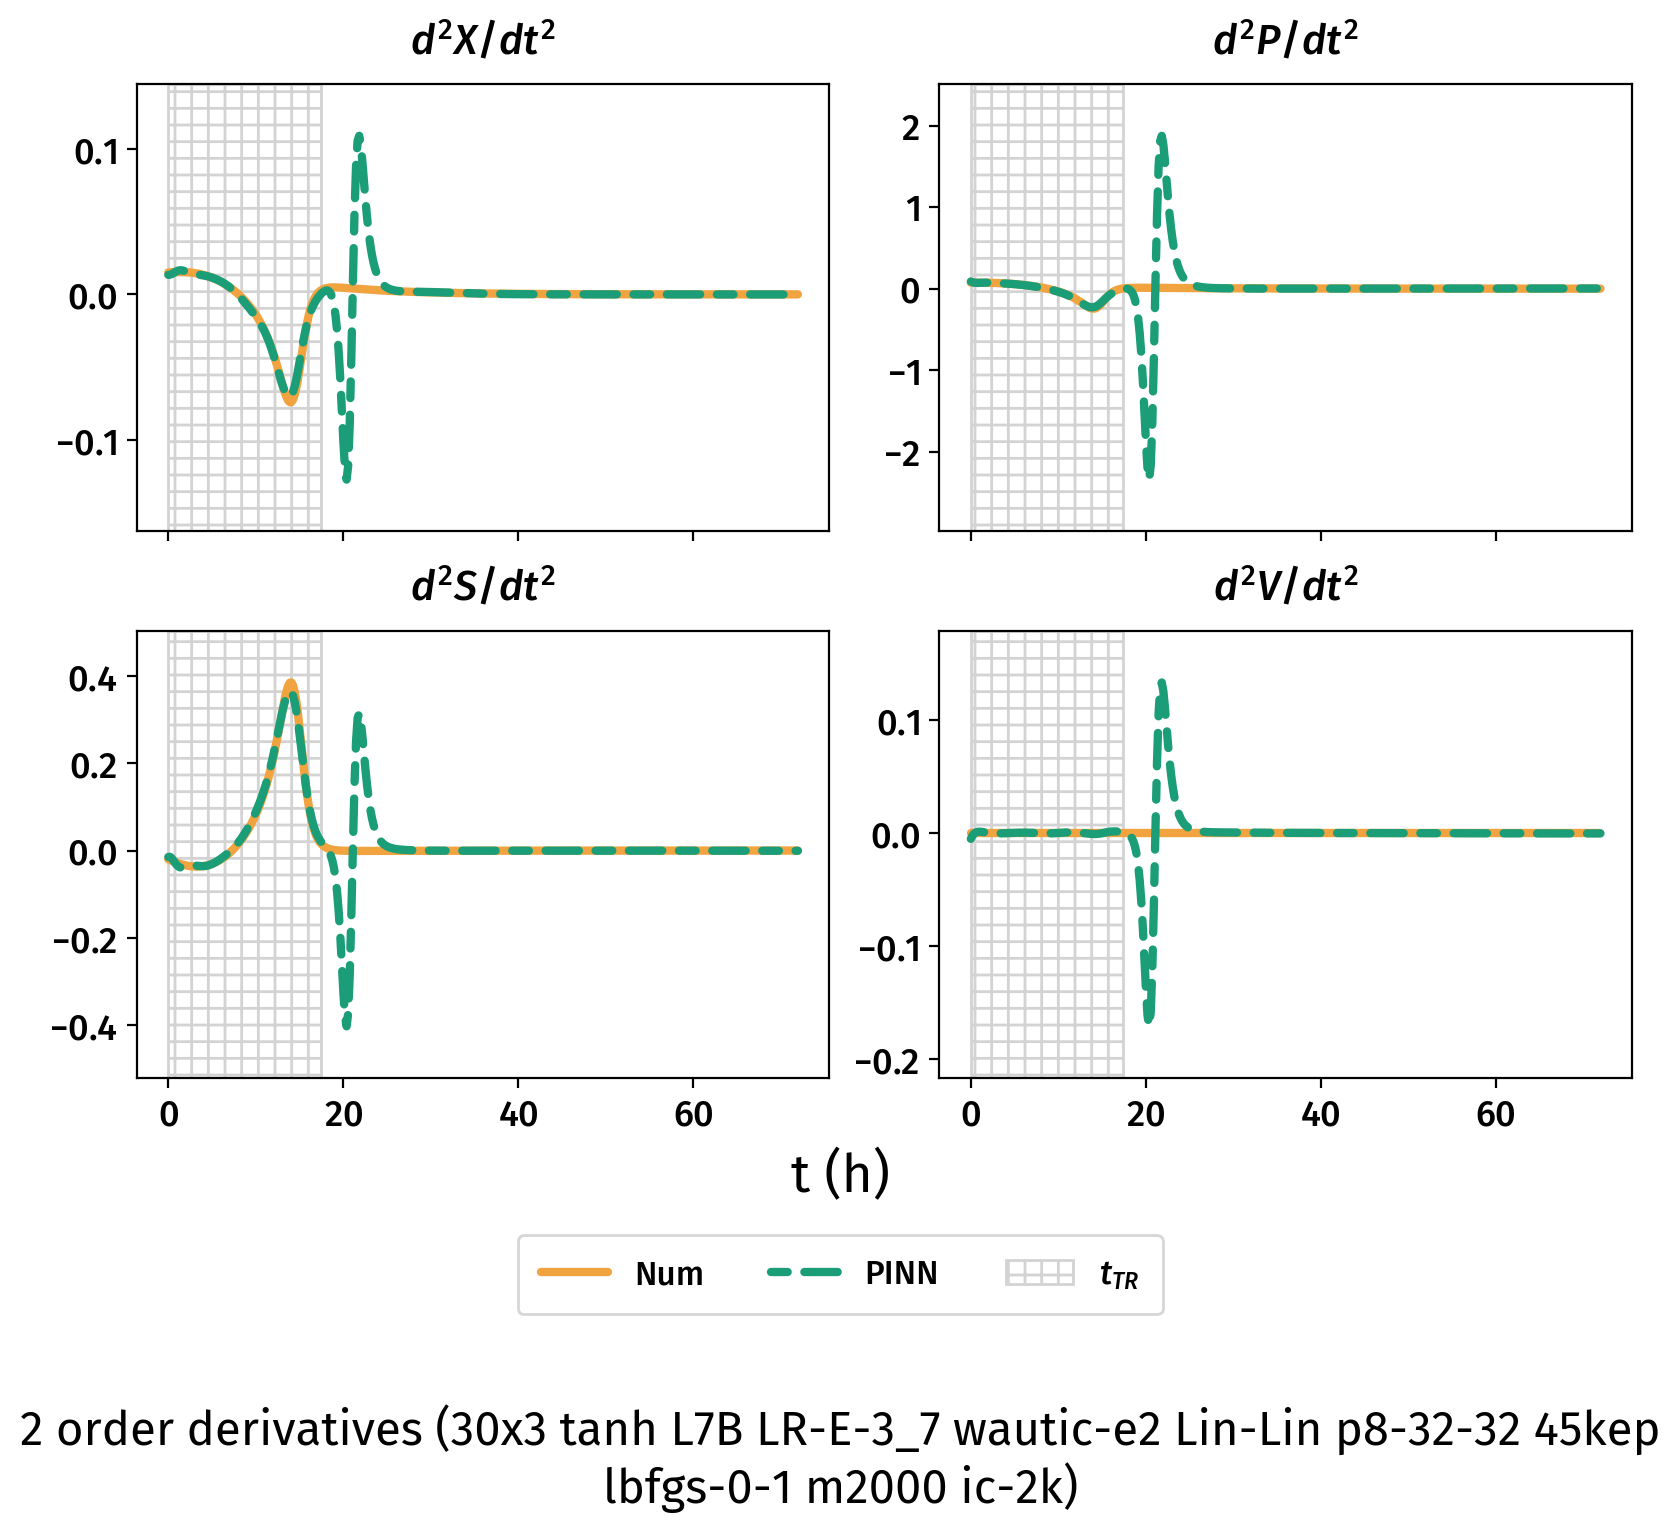 d²X/dt²
d²P/dt²
0.1
0.0
−0.1
2
1
0
−1
−2
d²S/dt²
d²V/dt²
0.4
0.2
0.0
−0.2
−0.4
0.1
0.0
−0.1
−0.2
0 20 40 60
0 20 40 60
t (h)
Num PINN t_TR
2 order derivatives (30x3 tanh L7B LR-E-3_7 wautic-e2 Lin-Lin p8-32-32 45kep
lbfgs-0-1 m2000 ic-2k)